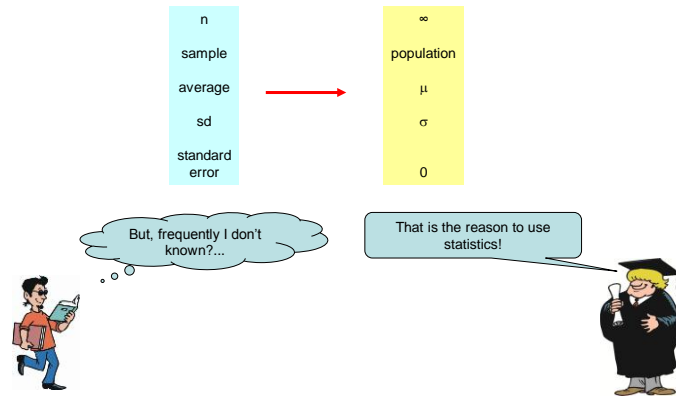 n
sample
average
sd
standard
error
∞
population
μ
σ
0
But, frequently I don't
known?...
That is the reason to use
statistics!